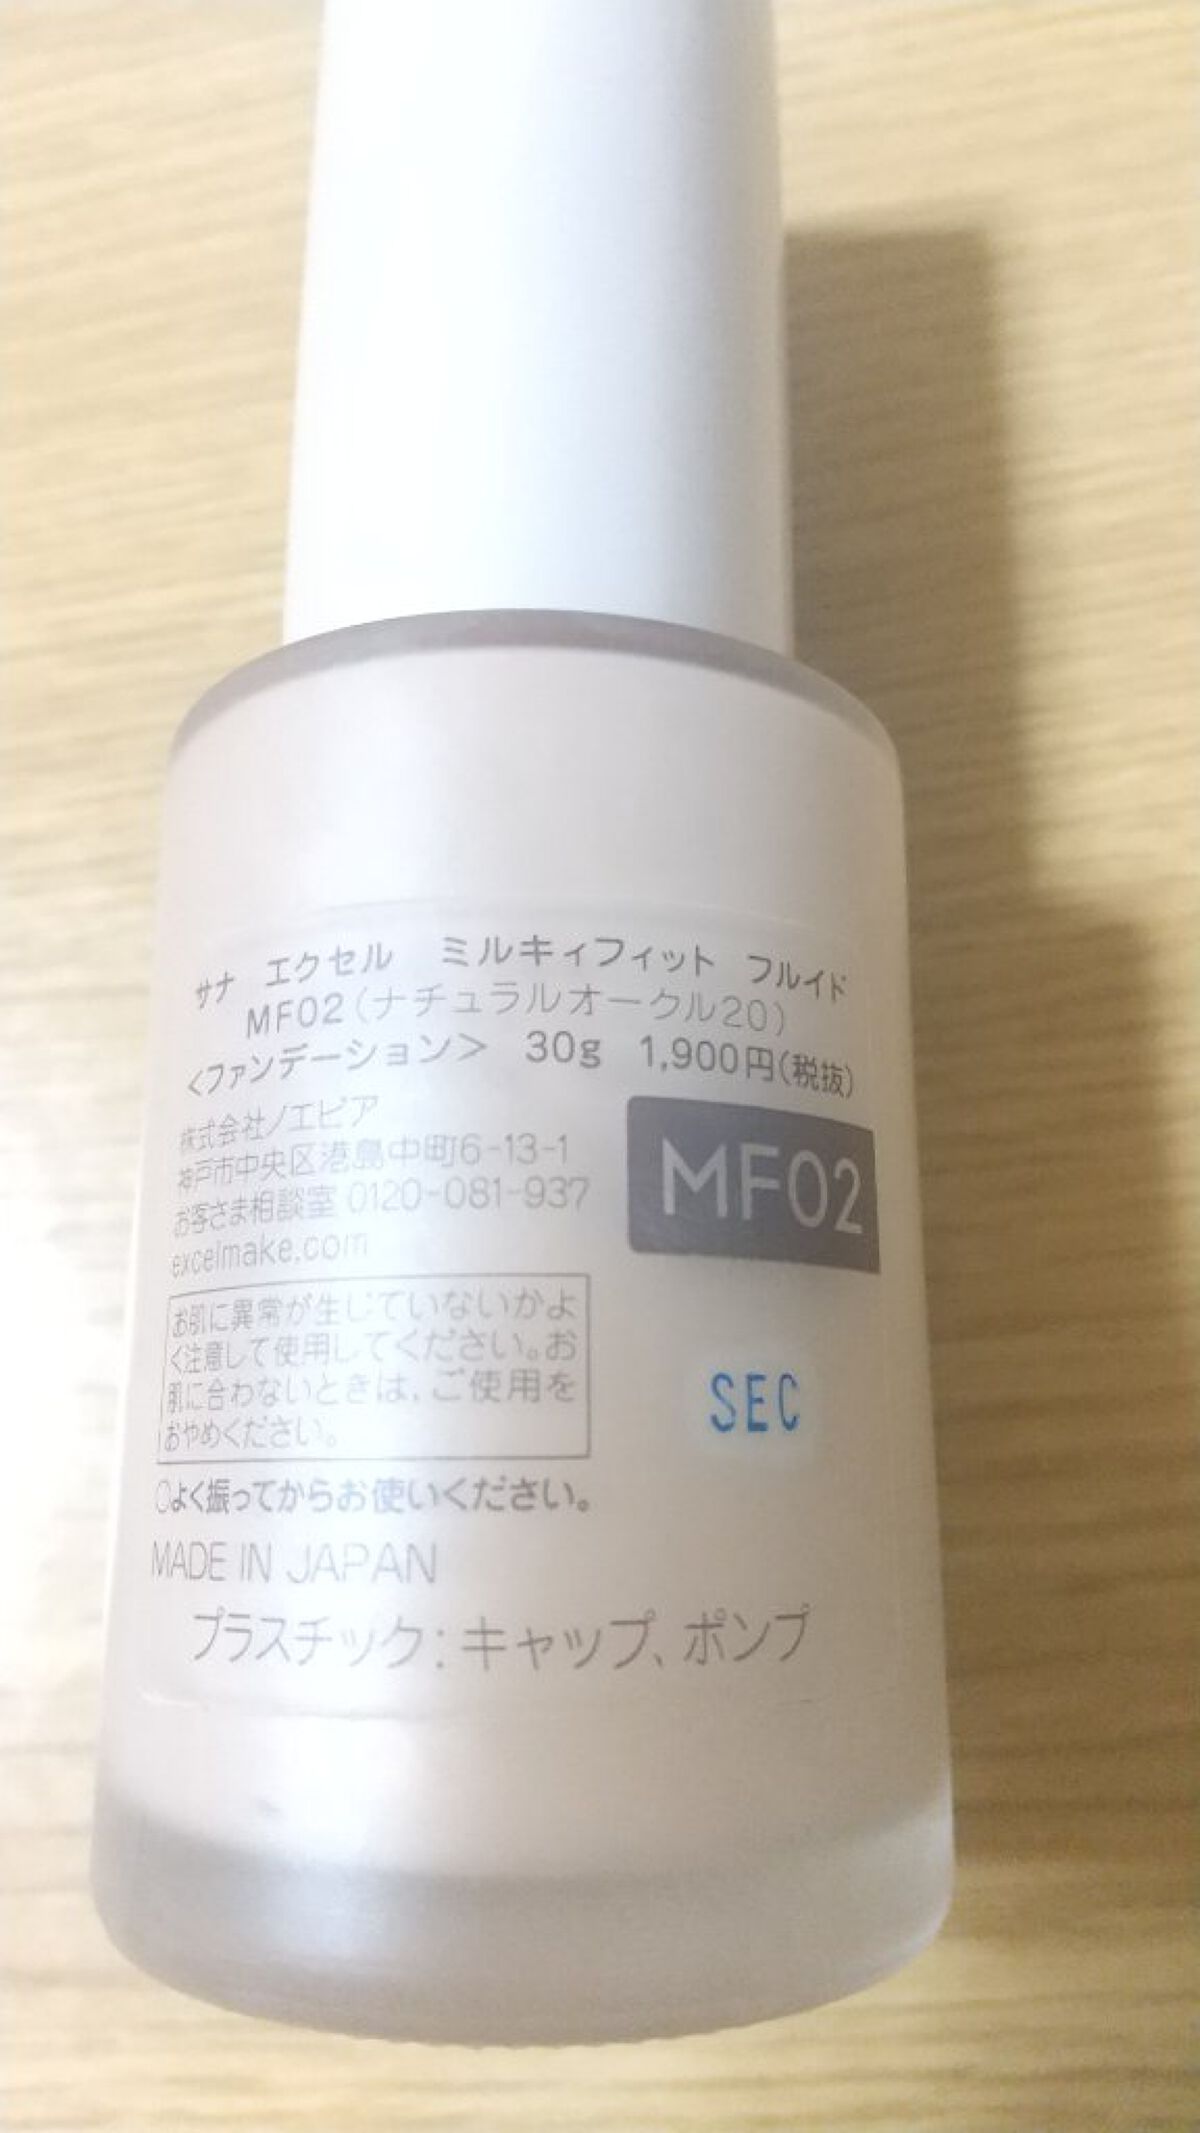 サナ エクセル ミルキィフィット フルイド
MF02(ナチュラルオークル20)
<ファンデーション> 30g 1,900円(税抜)
株式会社ノエビア
神戸市中央区港島中町6-13-1
お客さま相談室 0120-081-937
excelmake.com
MF02
お肌に異常が生じていないかよ
く注意して使用してください。お
肌に合わないときは、ご使用を
おやめください。
SEC
○よく振ってからお使いください。
MADE IN JAPAN
プラスチック:キャップ、ポンプ